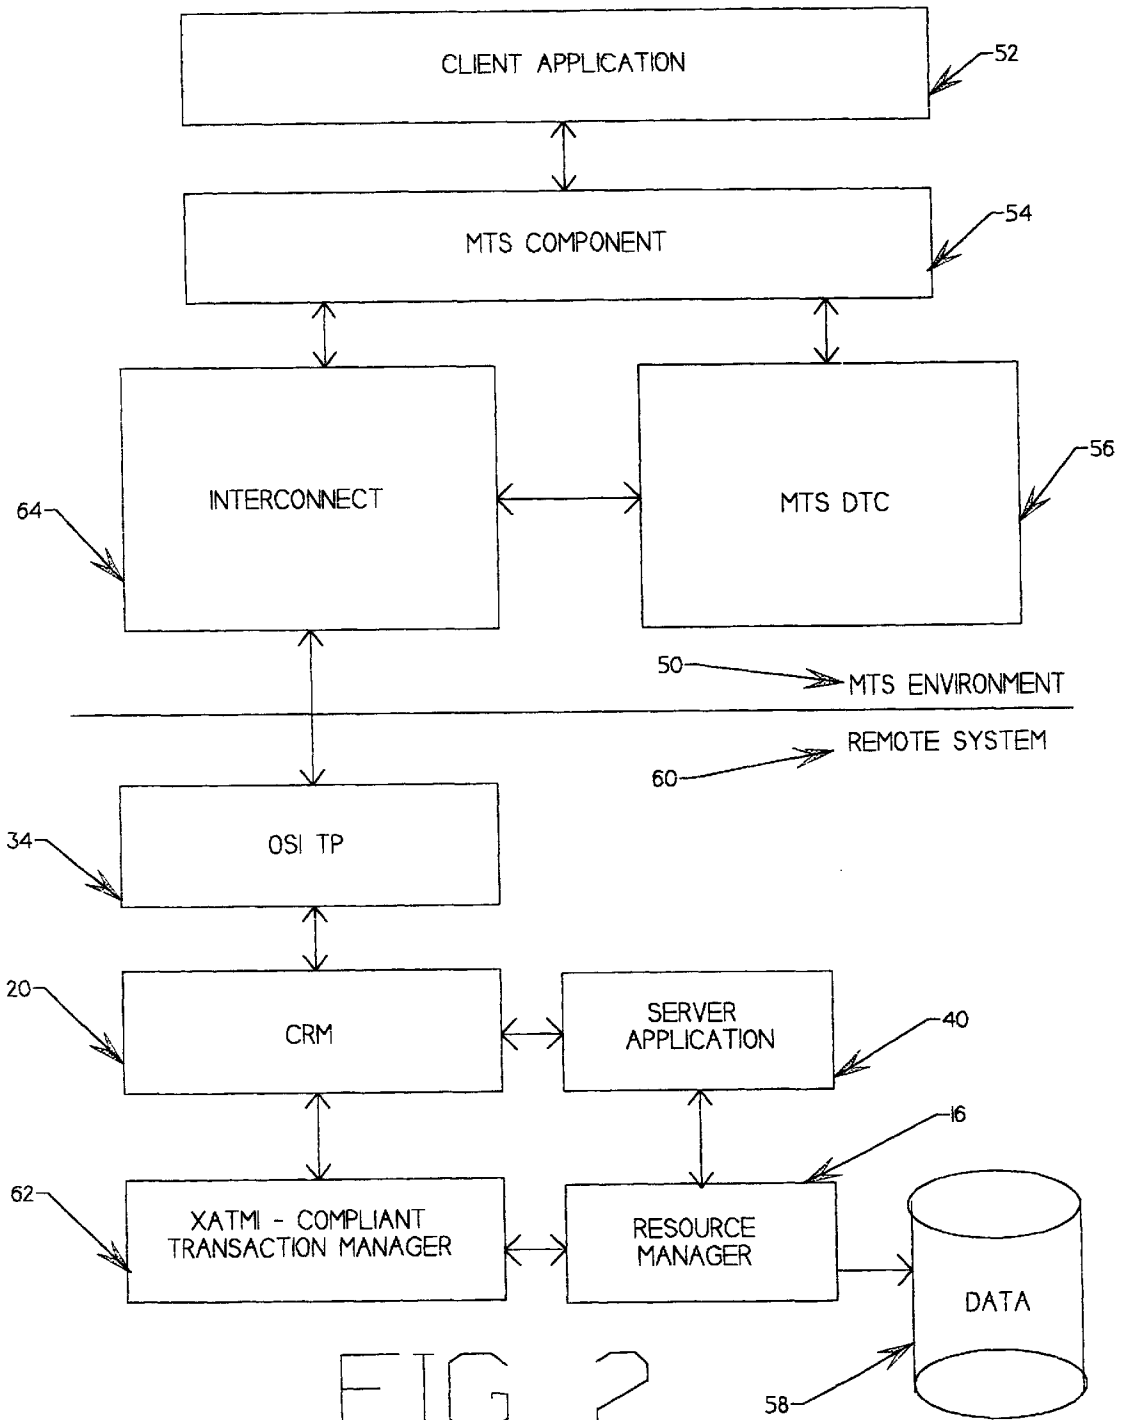 CLIENT APPLICATION
52
MTS COMPONENT
54
INTERCONNECT
64
MTS DTC
56
50
MTS ENVIRONMENT
REMOTE SYSTEM
60
OSI TP
34
CRM
20
SERVER
APPLICATION
40
16
XATMI - COMPLIANT
TRANSACTION MANAGER
62
RESOURCE
MANAGER
DATA
58
FIG 2